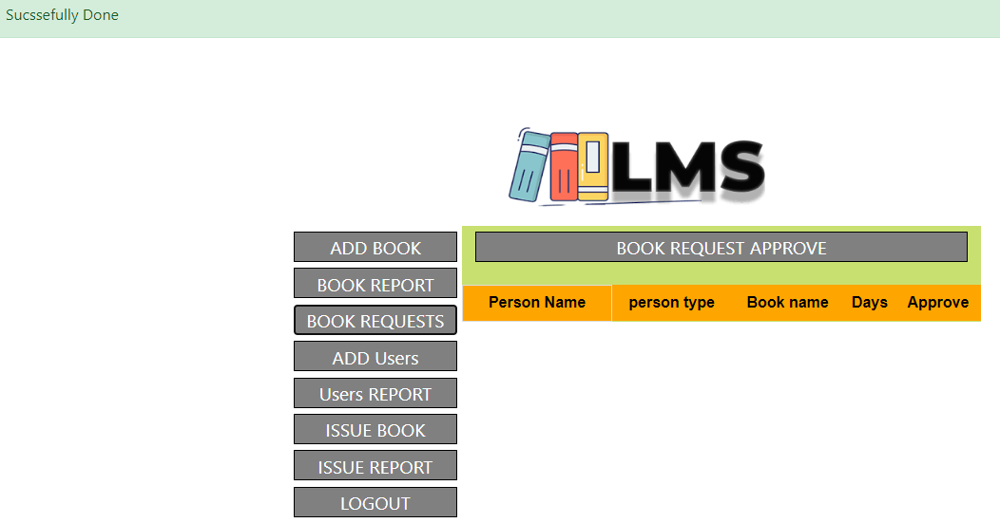 Sucssefully Done
LMS
ADD BOOK
BOOK REPORT
BOOK REQUESTS
ADD Users
Users REPORT
ISSUE BOOK
ISSUE REPORT
LOGOUT
BOOK REQUEST APPROVE
Person Name person type Book name Days Approve